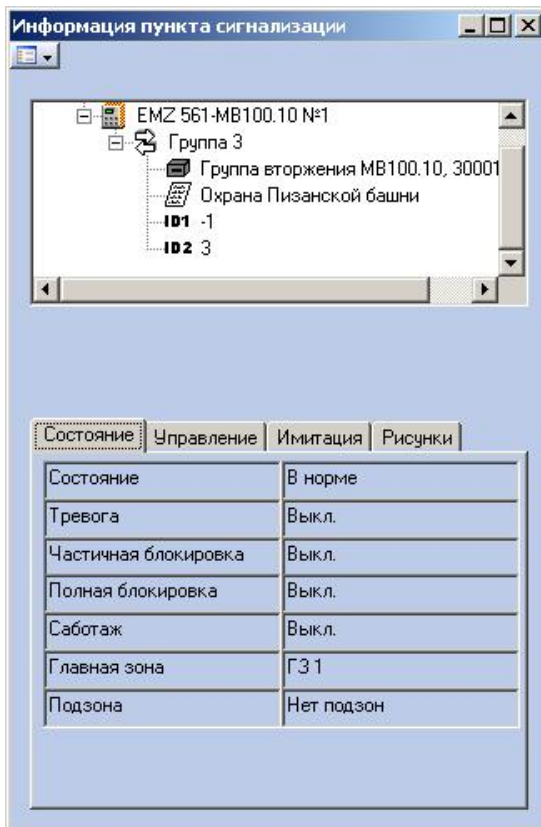 Информация пункта сигнализации
EMZ 561-MB100.10 №1
Группа 3
Группа вторжения MB100.10, 30001
Охрана Пизанской башни
ID1 -1
ID2 3
Состояние Управление Имитация Рисунки
Состояние В норме
Тревога Выкл.
Частичная блокировка Выкл.
Полная блокировка Выкл.
Саботаж Выкл.
Главная зона ГЗ 1
Подзона Нет подзон